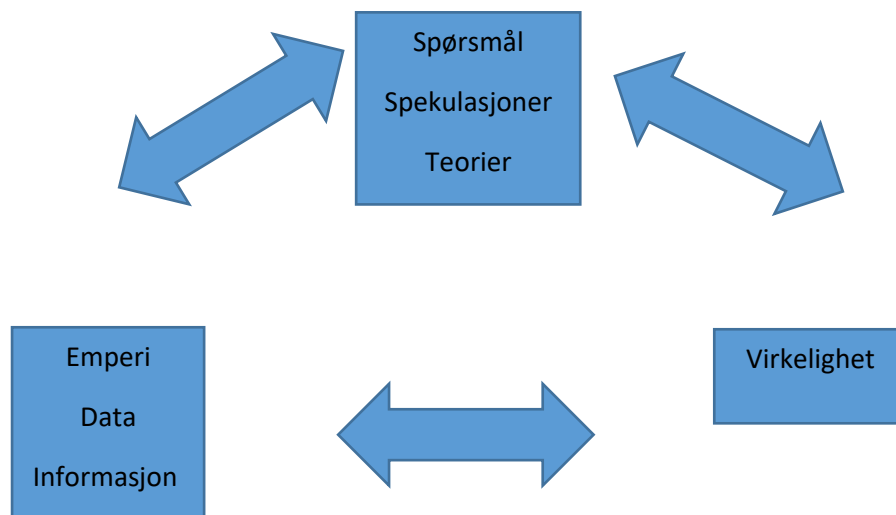 Spørsmål
Spekulasjoner
Teorier
Emperi
Data
Informasjon
Virkelighet